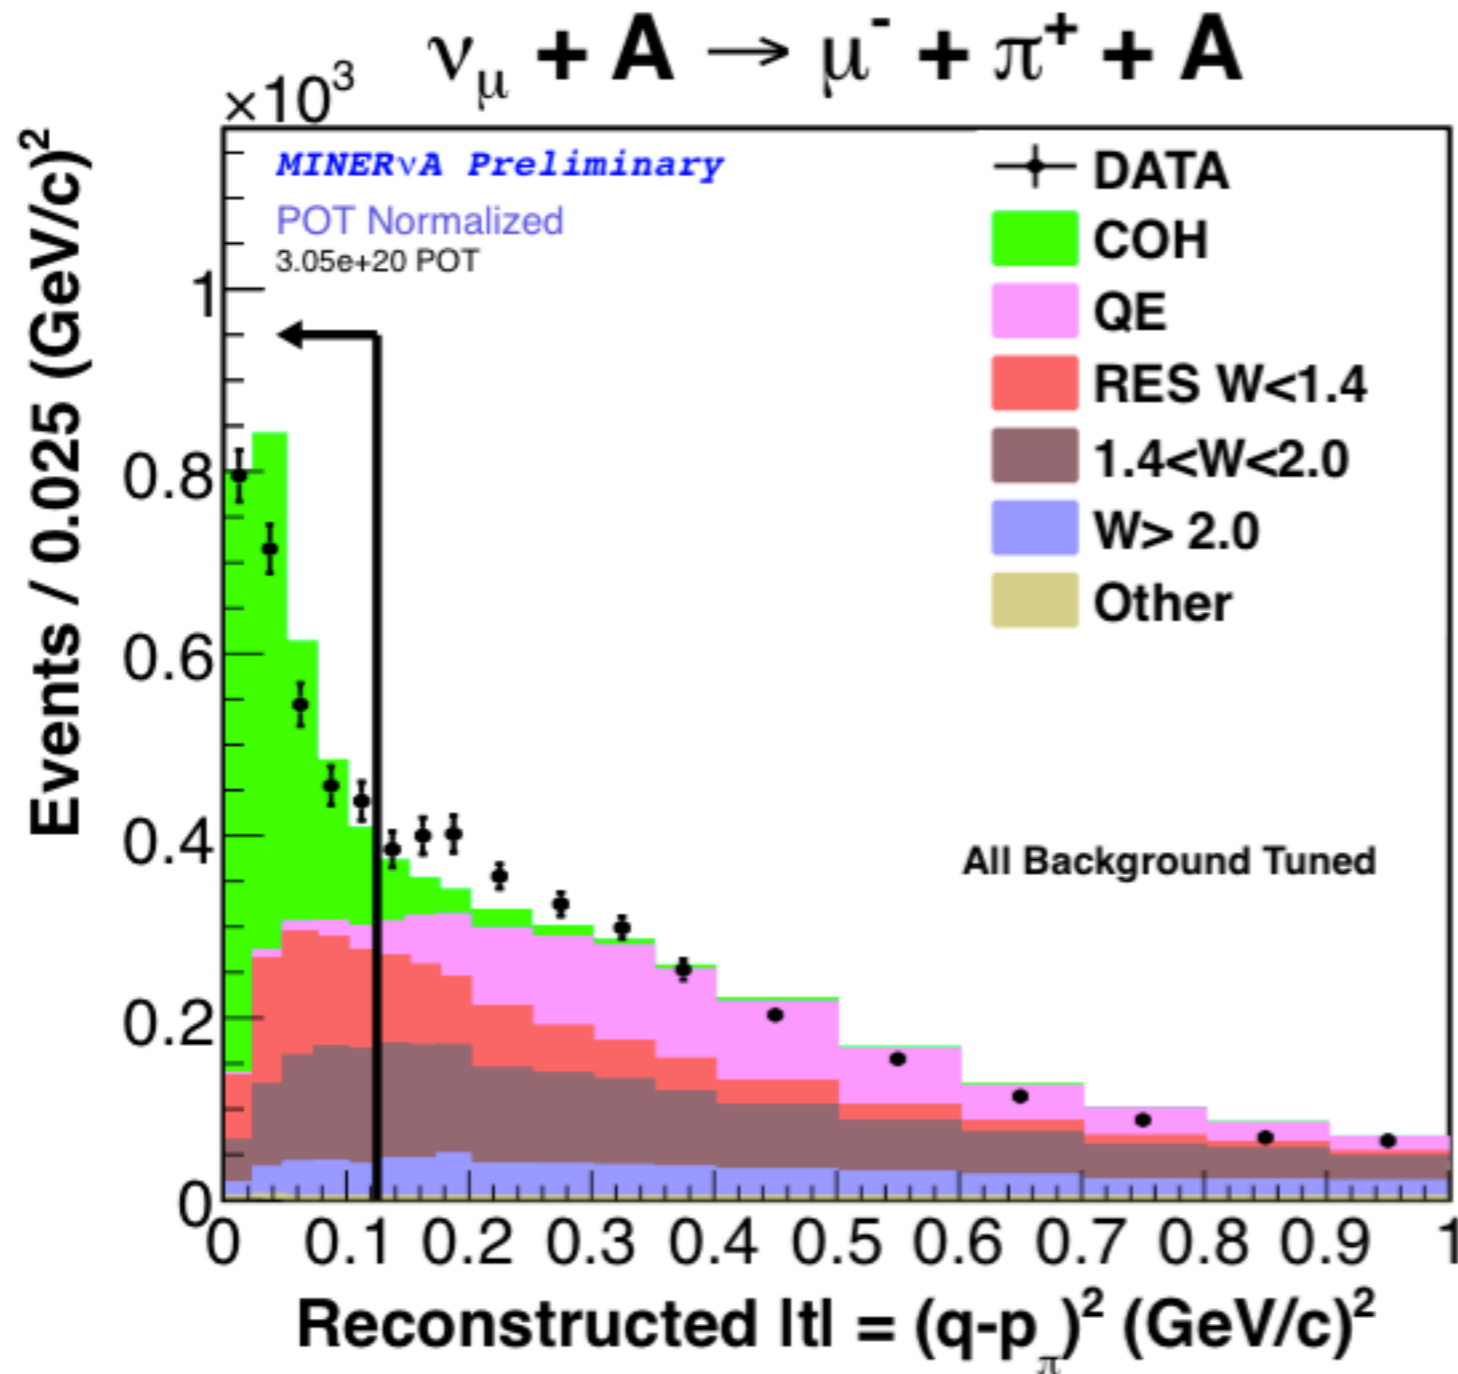 ν_μ + A → μ⁻ + π⁺ + A
×10³
MINERνA Preliminary
POT Normalized
3.05e+20 POT
DATA
COH
QE
RES W<1.4
1.4<W<2.0
W> 2.0
Other
All Background Tuned
Events / 0.025 (GeV/c)²
1
0.8
0.6
0.4
0.2
0
0 0.1 0.2 0.3 0.4 0.5 0.6 0.7 0.8 0.9 1
Reconstructed |t| = (q-p_π)² (GeV/c)²